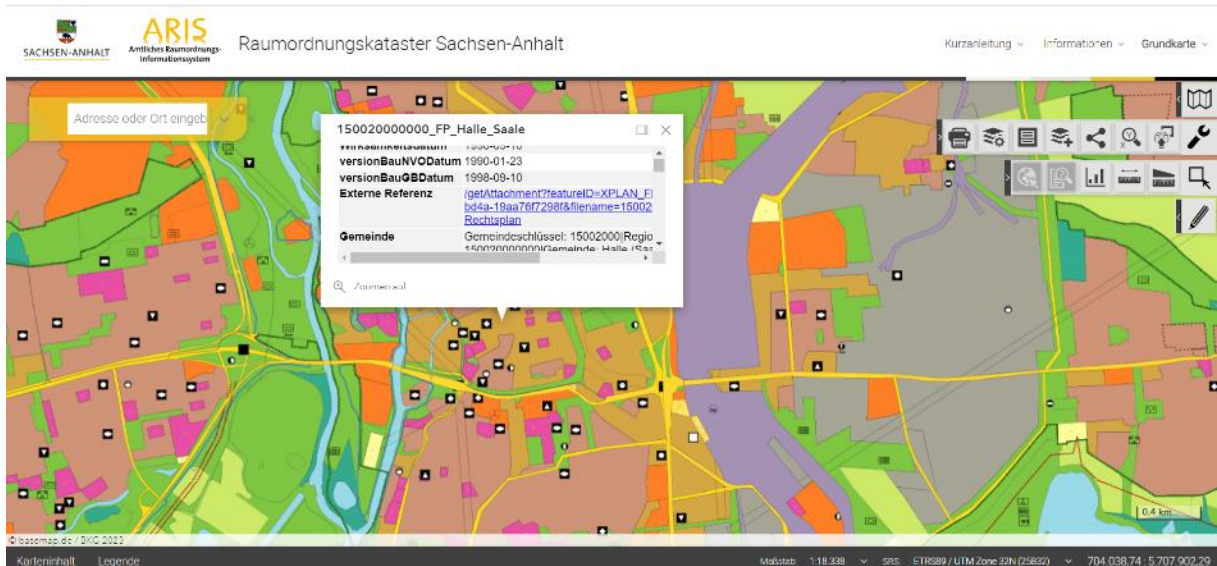 SACHSEN-ANHALT
ARIS
Amtliches Raumordnungs-
Informationssystem
Raumordnungskataster Sachsen-Anhalt
Kurzanleitung
Informationen
Grundkarte
Adresse oder Ort eingeb
150020000000_FP_Halle_Saale
Wirksamkeitsdatum
versionBauNVODatum 1990-01-23
versionBauGBDatum 1998-09-10
Externe Referenz /getAttachment?featureID=XPLAN_FI
bd4a-19aa76f7298f&filename=15002
Rechtsplan
Gemeinde Gemeindeschlüssel: 15002000|Regio
150020000000|Gemeinde: Halle (Saa
Zoomen auf
0.4 km
© basemap.de / BKG 2023
Karteninhalt Legende Maßstab 1:18.338 SRS: ETRS89 / UTM Zone 32N (25832) 704.038,74 : 5.707.902,29